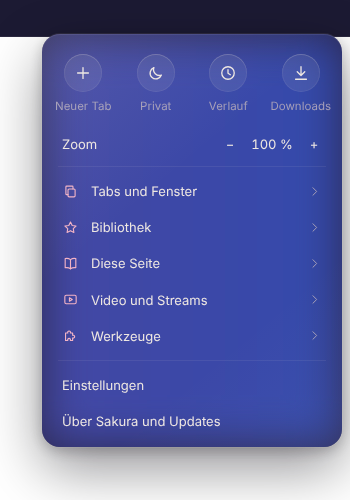 Neuer Tab Privat Verlauf Downloads
Zoom − 100 % +
Tabs und Fenster
Bibliothek
Diese Seite
Video und Streams
Werkzeuge
Einstellungen
Über Sakura und Updates